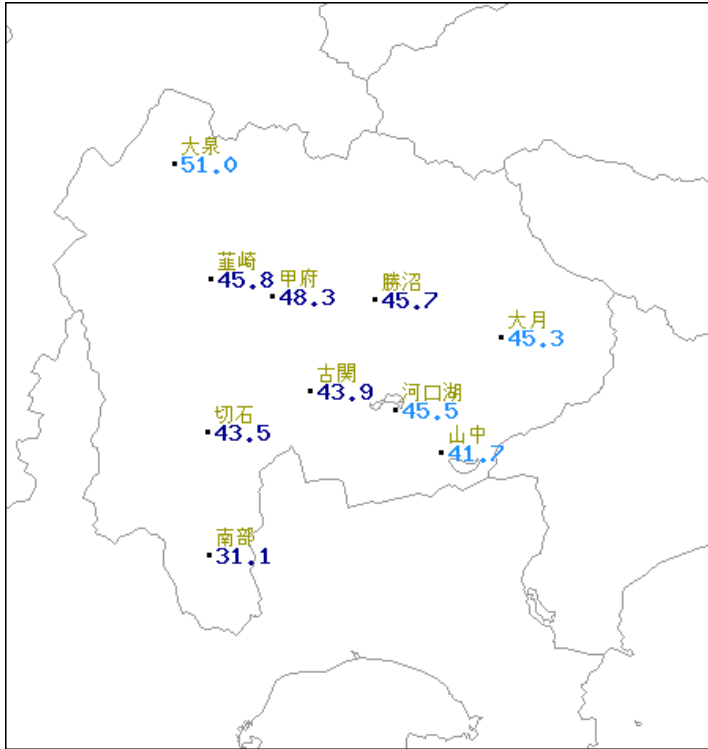 大泉
51.0
韮崎
45.8
甲府
48.3
勝沼
45.7
大月
45.3
古関
43.9
河口湖
45.5
切石
43.5
山中
41.7
南部
31.1